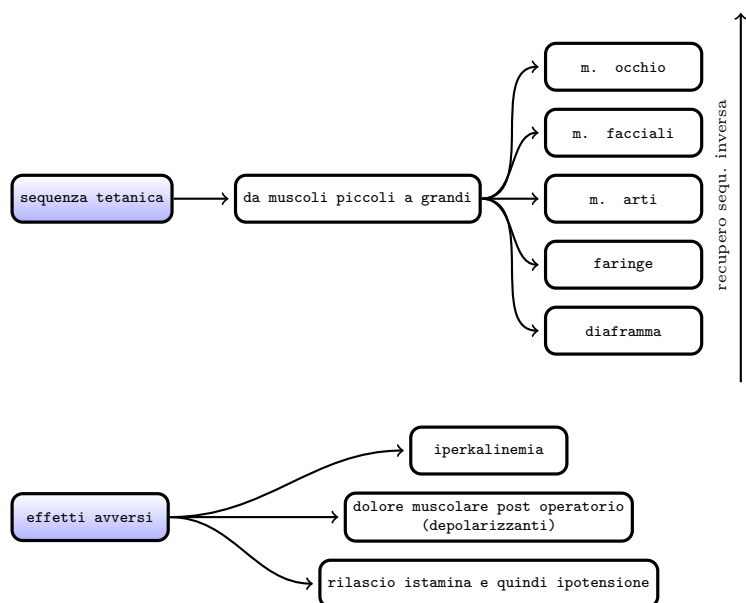 sequenza tetanica
da muscoli piccoli a grandi
m. occhio
m. facciali
m. arti
faringe
diaframma
recupero sequ. inversa
effetti avversi
iperkalinemia
dolore muscolare post operatorio
(depolarizzanti)
rilascio istamina e quindi ipotensione